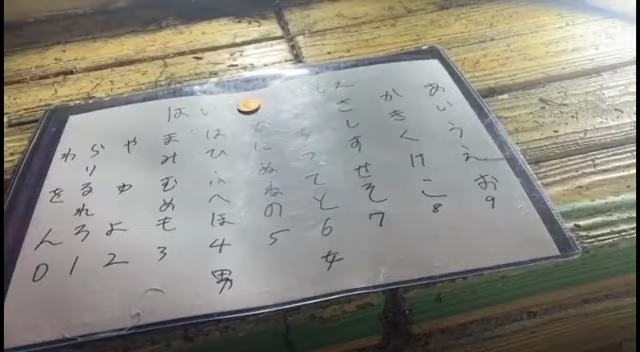 あいうえお9
かきくけこ8
さしすせそ7
つてと6
女
なにぬねの5
はい
はひふへほ4
男
まみむめも3
やゆよ2
らりるれろ1
わをん0